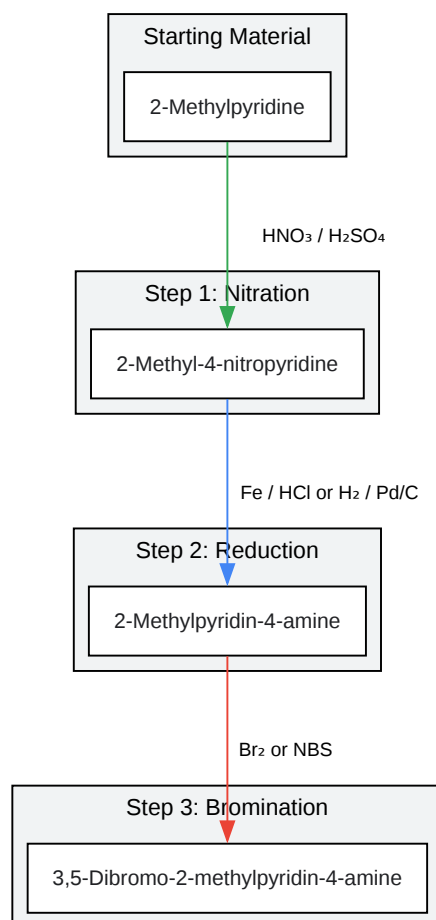 Starting Material
2-Methylpyridine
HNO₃ / H₂SO₄
Step 1: Nitration
2-Methyl-4-nitropyridine
Fe / HCl or H₂ / Pd/C
Step 2: Reduction
2-Methylpyridin-4-amine
Br₂ or NBS
Step 3: Bromination
3,5-Dibromo-2-methylpyridin-4-amine